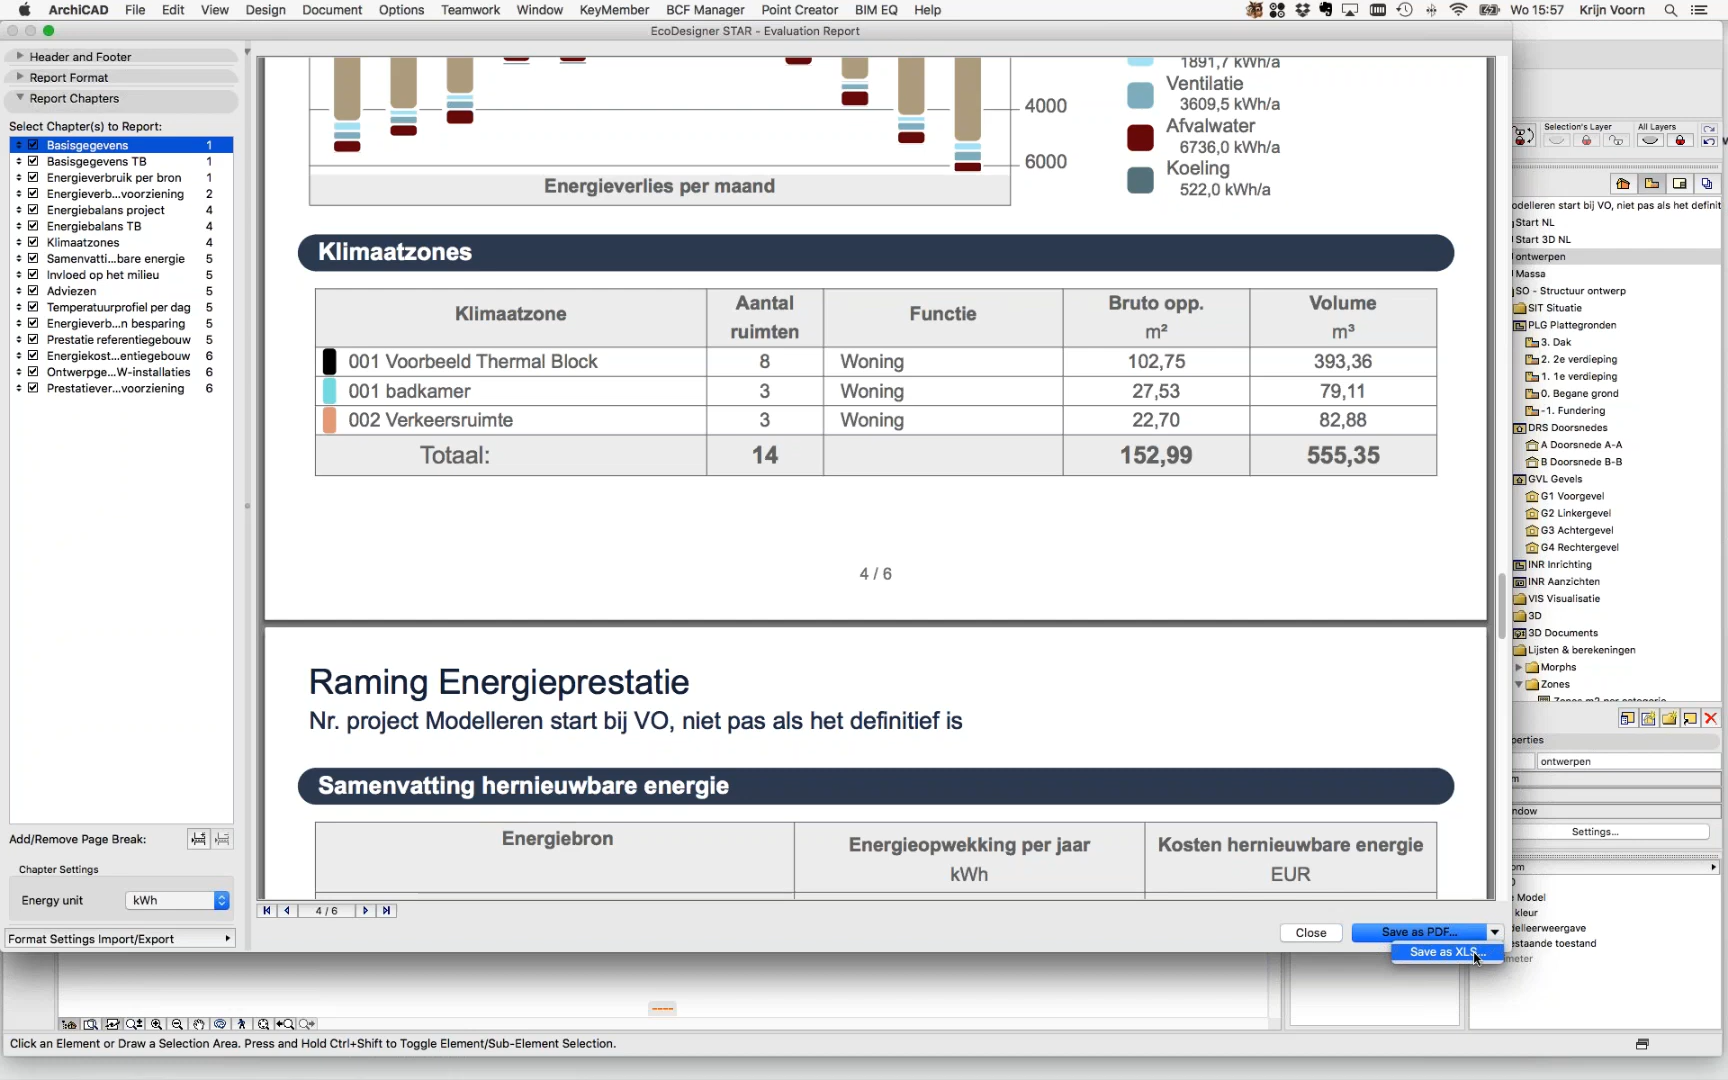 ArchiCAD File Edit View Design Document Options Teamwork Window KeyMember BCF Manager Point Creator BIM EQ Help Wo 15:57 Krijn Voorn
EcoDesigner STAR - Evaluation Report
Header and Footer
Report Format
Report Chapters
Select Chapter(s) to Report:
Basisgegevens 1
Basisgegevens TB 1
Energieverbruik per bron 1
Energieverb...voorziening 2
Energiebalans project 4
Energiebalans TB 4
Klimaatzones 4
Samenvatti...bare energie 5
Invloed op het milieu 5
Adviezen 5
Temperatuurprofiel per dag 5
Energieverb...n besparing 5
Prestatie referentiegebouw 5
Energiekost...entiegebouw 6
Ontwerpge...W-installaties 6
Prestatiever...voorziening 6
Add/Remove Page Break:
Chapter Settings
Energy unit kWh
Format Settings Import/Export
4000
6000
Energieverlies per maand
1891,7 kWh/a
Ventilatie
3609,5 kWh/a
Afvalwater
6736,0 kWh/a
Koeling
522,0 kWh/a
Klimaatzones
Klimaatzone Aantal ruimten Functie Bruto opp. m² Volume m³
001 Voorbeeld Thermal Block 8 Woning 102,75 393,36
001 badkamer 3 Woning 27,53 79,11
002 Verkeersruimte 3 Woning 22,70 82,88
Totaal: 14 152,99 555,35
4 / 6
Raming Energieprestatie
Nr. project Modelleren start bij VO, niet pas als het definitief is
Samenvatting hernieuwbare energie
Energiebron Energieopwekking per jaar kWh Kosten hernieuwbare energie EUR
4 / 6
Close Save as PDF...
Save as XLS...
Selection's Layer All Layers
odelleren start bij VO, niet pas als het definit
Start NL
Start 3D NL
ontwerpen
Massa
SO - Structuur ontwerp
SIT Situatie
PLG Plattegronden
3. Dak
2. 2e verdieping
1. 1e verdieping
0. Begane grond
-1. Fundering
DRS Doorsnedes
A Doorsnede A-A
B Doorsnede B-B
GVL Gevels
G1 Voorgevel
G2 Linkergevel
G3 Achtergevel
G4 Rechtergevel
INR Inrichting
INR Aanzichten
VIS Visualisatie
3D
3D Documents
Lijsten & berekeningen
Morphs
Zones
perties
ontwerpen
ndow
Settings...
om
Model
kleur
delleerweergave
estaande toestand
meter
Click an Element or Draw a Selection Area. Press and Hold Ctrl+Shift to Toggle Element/Sub-Element Selection.